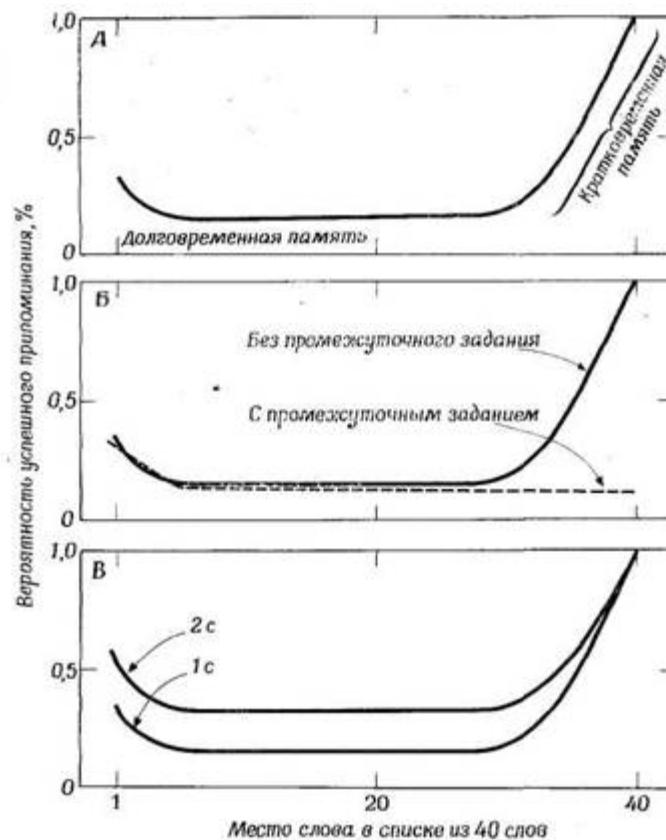 Вероятность успешного припоминания, %
А
1,0
0,5
0
Долговременная память
Кратковременная
память
Б
1,0
0,5
0
Без промежуточного задания
С промежуточным заданием
В
1,0
0,5
0
2 с
1 с
1
20
40
Место слова в списке из 40 слов